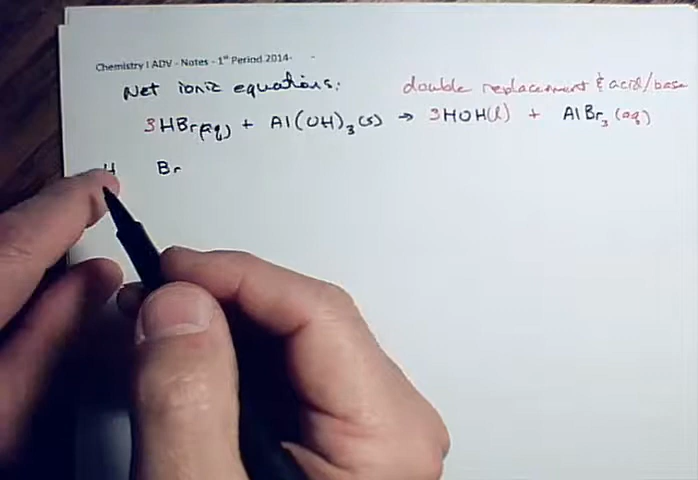 Chemistry I ADV - Notes - 1st Period 2014-
Net ionic equations: double replacement & acid/base
3HBr(aq) + Al(OH)₃(s) → 3HOH(l) + AlBr₃(aq)
H Br